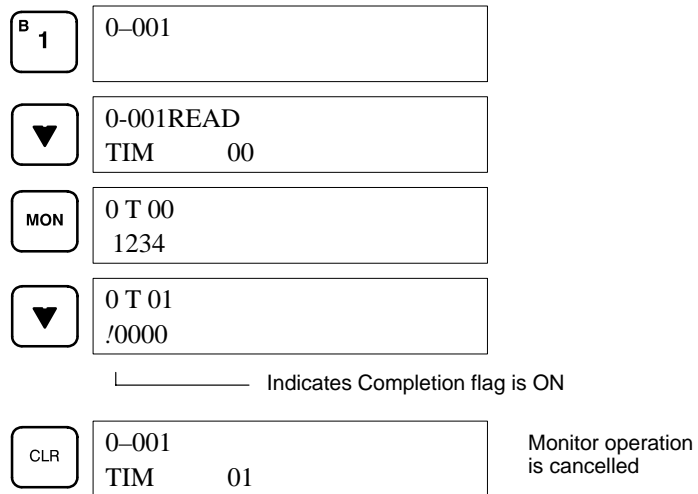 B
1
0–001
▼
0-001READ
TIM 00
MON
0 T 00
1234
▼
0 T 01
!0000
Indicates Completion flag is ON
CLR
0–001
TIM 01
Monitor operation
is cancelled